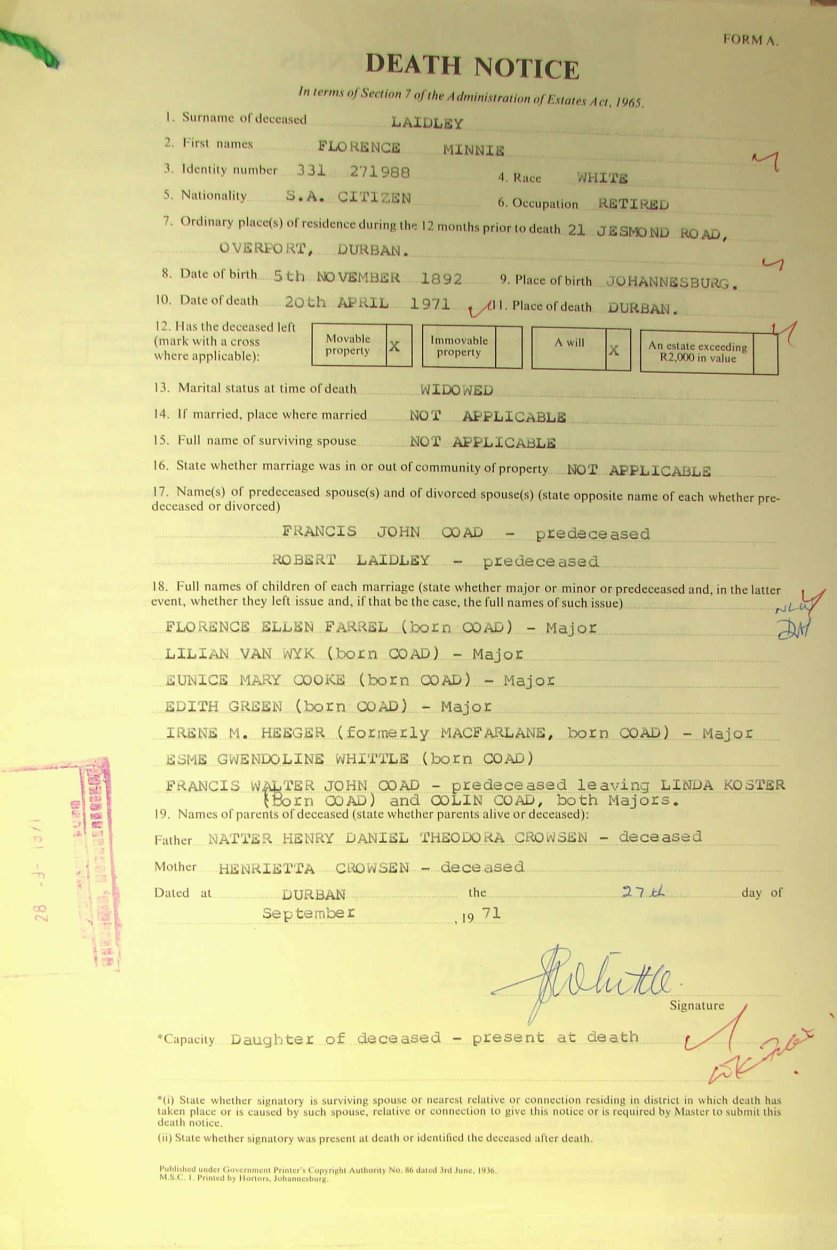 FORM A.
DEATH NOTICE
In terms of Section 7 of the Administration of Estates Act, 1965.
1. Surname of deceased LAIDLEY
2. First names FLORENCE MINNIE
3. Identity number 331 271988 4. Race WHITE
5. Nationality S.A. CITIZEN 6. Occupation RETIRED
7. Ordinary place(s) of residence during the 12 months prior to death 21 JESMOND ROAD,
OVERPORT, DURBAN.
8. Date of birth 5th NOVEMBER 1892 9. Place of birth JOHANNESBURG.
10. Date of death 20th APRIL 1971 11. Place of death DURBAN.
12. Has the deceased left
(mark with a cross
where applicable):
Movable
property X
Immovable
property
A will X
An estate exceeding
R2,000 in value
13. Marital status at time of death WIDOWED
14. If married, place where married NOT APPLICABLE
15. Full name of surviving spouse NOT APPLICABLE
16. State whether marriage was in or out of community of property NOT APPLICABLE
17. Name(s) of predeceased spouse(s) and of divorced spouse(s) (state opposite name of each whether pre-
deceased or divorced)
FRANCIS JOHN COAD – predeceased
ROBERT LAIDLEY – predeceased
18. Full names of children of each marriage (state whether major or minor or predeceased and, in the latter
event, whether they left issue and, if that be the case, the full names of such issue)
FLORENCE ELLEN FARREL (born COAD) – Major
LILIAN VAN WYK (born COAD) – Major
EUNICE MARY COOKE (born COAD) – Major
EDITH GREEN (born COAD) – Major
IRENE M. HEEGER (formerly MACFARLANE, born COAD) – Major
ESME GWENDOLINE WHITTLE (born COAD)
FRANCIS WALTER JOHN COAD – predeceased leaving LINDA KOSTER
(Born COAD) and COLIN COAD, both Majors.
19. Names of parents of deceased (state whether parents alive or deceased):
Father NATTER HENRY DANIEL THEODORA CROWSEN – deceased
Mother HENRIETTA CROWSEN – deceased
Dated at DURBAN the 27th day of
September , 19 71
28 -9- 1971
Whittle
Signature
*Capacity Daughter of deceased – present at death
*(i) State whether signatory is surviving spouse or nearest relative or connection residing in district in which death has
taken place or is caused by such spouse, relative or connection to give this notice or is required by Master to submit this
death notice.
(ii) State whether signatory was present at death or identified the deceased after death.
Published under Government Printer's Copyright Authority No. 86 dated 3rd June, 1936.
M.S.C. 1. Printed by Hortors, Johannesburg.